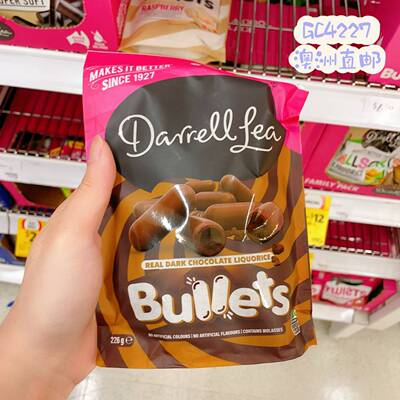 GC4227
澳洲直邮
RASPBERRY
MAKES IT BETTER
SINCE 1927
Darrell Lea
REAL DARK CHOCOLATE LIQUORICE
Bullets
NO ARTIFICIAL COLOURS | NO ARTIFICIAL FLAVOURS | CONTAINS MOLASSES
226g e
FAMILY PACK
$12